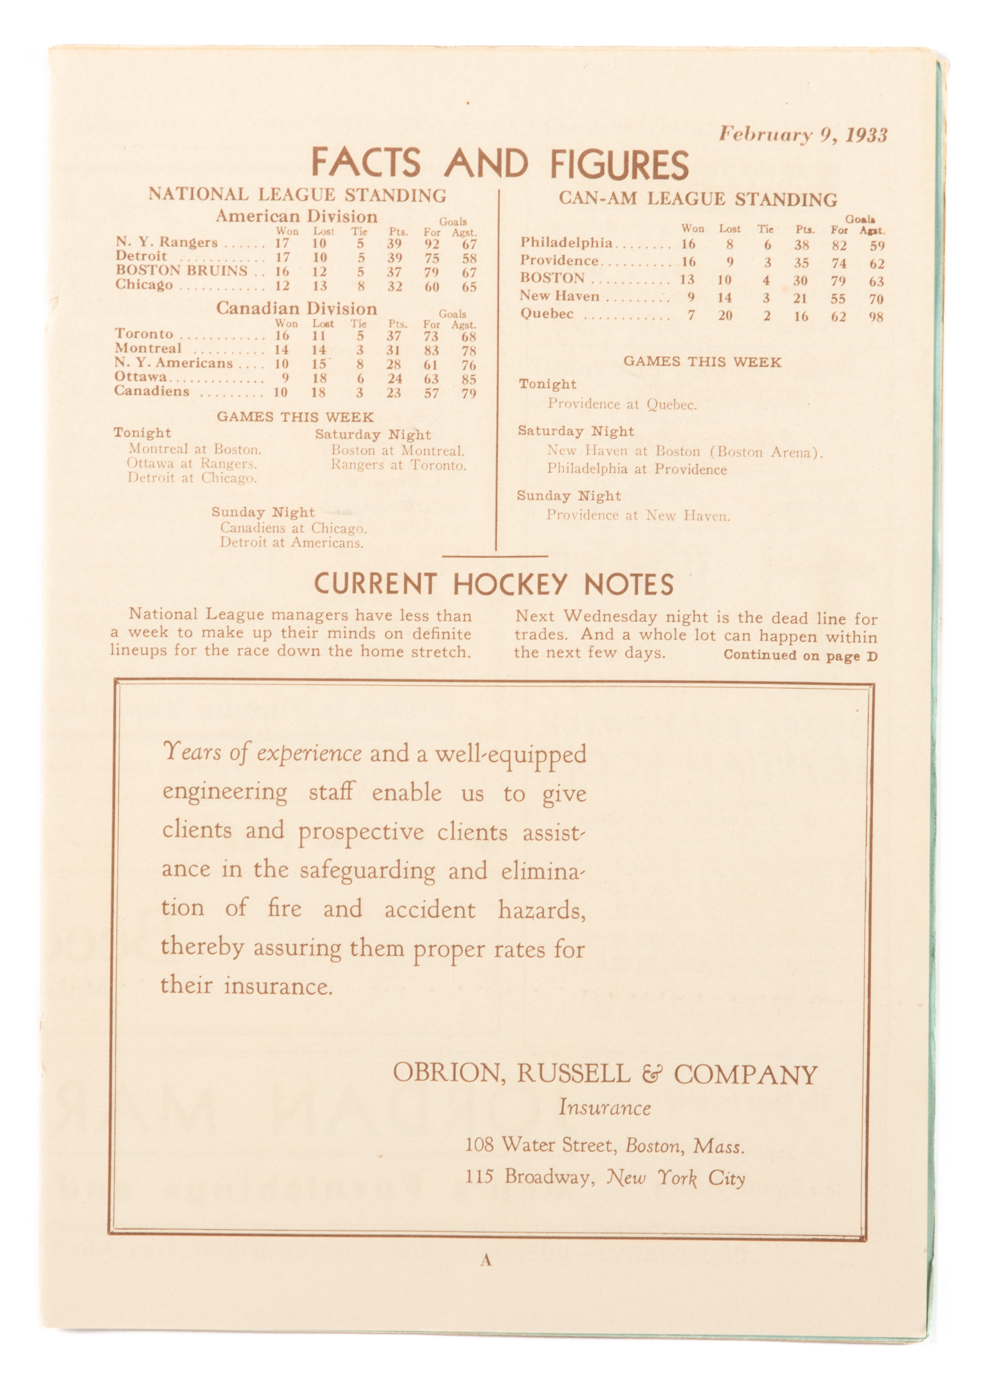 February 9, 1933
FACTS AND FIGURES
NATIONAL LEAGUE STANDING
American Division
Goals
Won Lost Tie Pts. For Agst.
N. Y. Rangers ...... 17 10 5 39 92 67
Detroit ............ 17 10 5 39 75 58
BOSTON BRUINS .. 16 12 5 37 79 67
Chicago ............ 12 13 8 32 60 65
Canadian Division
Goals
Won Lost Tie Pts. For Agst.
Toronto ............ 16 11 5 37 73 68
Montreal .......... 14 14 3 31 83 78
N. Y. Americans .... 10 15 8 28 61 76
Ottawa............. 9 18 6 24 63 85
Canadiens ......... 10 18 3 23 57 79
GAMES THIS WEEK
Tonight
Montreal at Boston.
Ottawa at Rangers.
Detroit at Chicago.
Saturday Night
Boston at Montreal.
Rangers at Toronto.
Sunday Night
Canadiens at Chicago.
Detroit at Americans.
CAN-AM LEAGUE STANDING
Goals
Won Lost Tie Pts. For Agst.
Philadelphia........ 16 8 6 38 82 59
Providence.......... 16 9 3 35 74 62
BOSTON ........... 13 10 4 30 79 63
New Haven ......... 9 14 3 21 55 70
Quebec ............ 7 20 2 16 62 98
GAMES THIS WEEK
Tonight
Providence at Quebec.
Saturday Night
New Haven at Boston (Boston Arena).
Philadelphia at Providence
Sunday Night
Providence at New Haven.
CURRENT HOCKEY NOTES
National League managers have less than
a week to make up their minds on definite
lineups for the race down the home stretch.
Next Wednesday night is the dead line for
trades. And a whole lot can happen within
the next few days. Continued on page D
Years of experience and a well-equipped
engineering staff enable us to give
clients and prospective clients assist-
ance in the safeguarding and elimina-
tion of fire and accident hazards,
thereby assuring them proper rates for
their insurance.
OBRION, RUSSELL & COMPANY
Insurance
108 Water Street, Boston, Mass.
115 Broadway, New York City
A